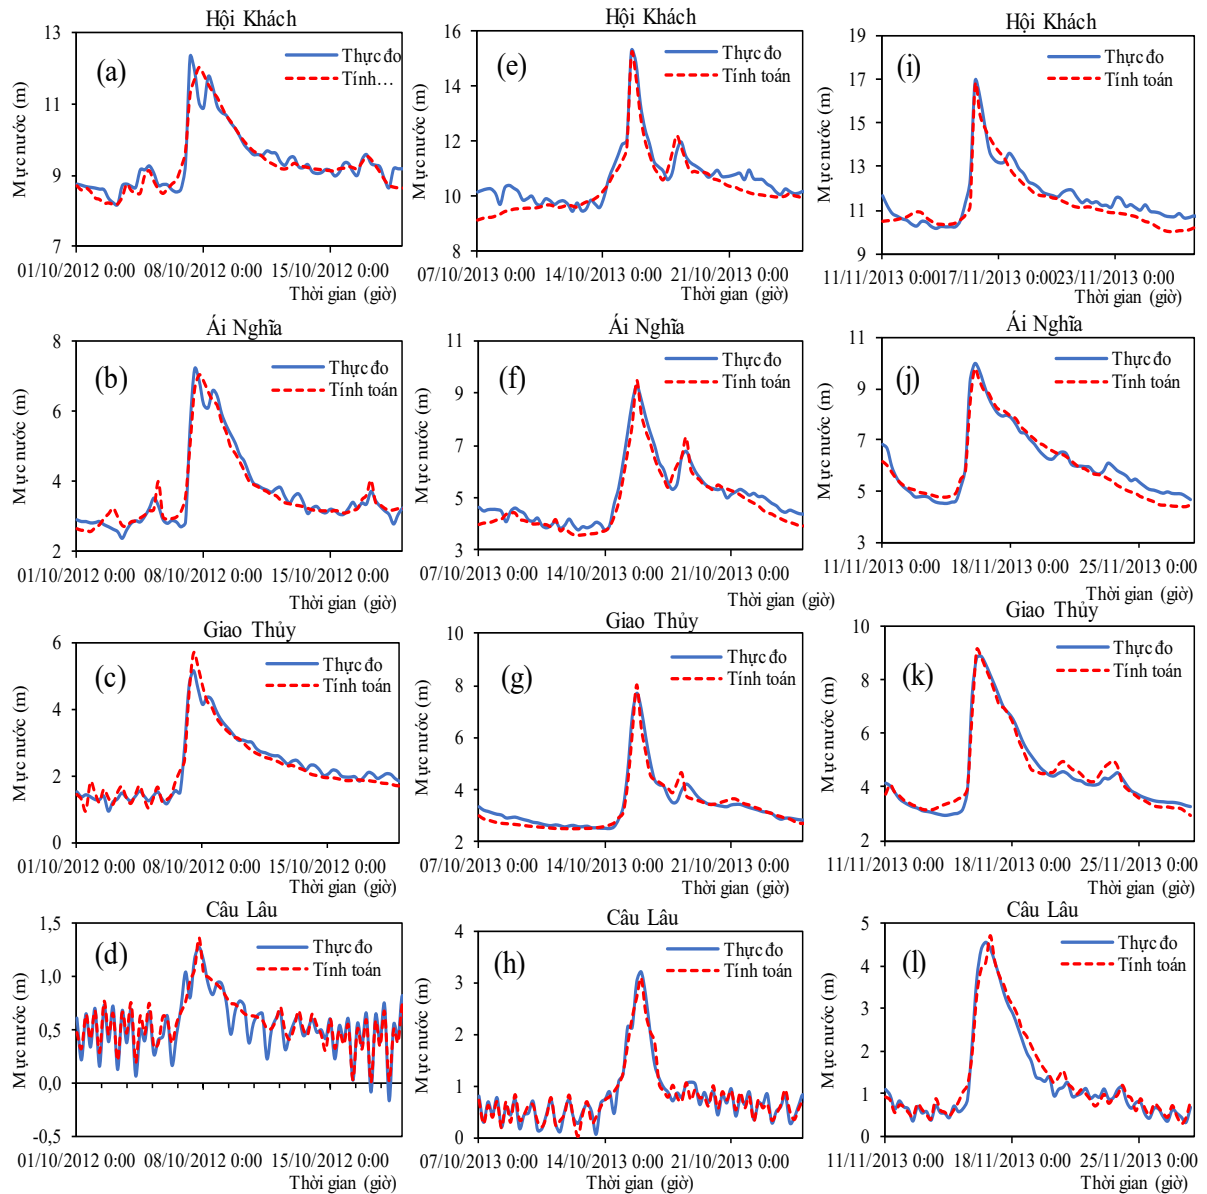 Hội Khách
Mực nước (m)
13
11
9
7
(a)
Thực đo
Tính…
01/10/2012 0:00
08/10/2012 0:00
15/10/2012 0:00
Thời gian (giờ)
Hội Khách
Mực nước (m)
16
14
12
10
8
(e)
Thực đo
Tính toán
07/10/2013 0:00
14/10/2013 0:00
21/10/2013 0:00
Thời gian (giờ)
Hội Khách
Mực nước (m)
19
17
15
13
11
9
(i)
Thực đo
Tính toán
11/11/2013 0:00
17/11/2013 0:00
23/11/2013 0:00
Thời gian (giờ)
Ái Nghĩa
Mực nước (m)
8
6
4
2
(b)
Thực đo
Tính toán
01/10/2012 0:00
08/10/2012 0:00
15/10/2012 0:00
Thời gian (giờ)
Ái Nghĩa
Mực nước (m)
11
9
7
5
3
(f)
Thực đo
Tính toán
07/10/2013 0:00
14/10/2013 0:00
21/10/2013 0:00
Thời gian (giờ)
Ái Nghĩa
Mực nước (m)
11
9
7
5
3
(j)
Thực đo
Tính toán
11/11/2013 0:00
18/11/2013 0:00
25/11/2013 0:00
Thời gian (giờ)
Giao Thủy
Mực nước (m)
6
4
2
0
(c)
Thực đo
Tính toán
01/10/2012 0:00
08/10/2012 0:00
15/10/2012 0:00
Thời gian (giờ)
Giao Thủy
Mực nước (m)
10
8
6
4
2
(g)
Thực đo
Tính toán
07/10/2013 0:00
14/10/2013 0:00
21/10/2013 0:00
Thời gian (giờ)
Giao Thủy
Mực nước (m)
10
8
6
4
2
(k)
Thực đo
Tính toán
11/11/2013 0:00
18/11/2013 0:00
25/11/2013 0:00
Thời gian (giờ)
Câu Lâu
Mực nước (m)
1,5
1,0
0,5
0,0
-0,5
(d)
Thực đo
Tính toán
01/10/2012 0:00
08/10/2012 0:00
15/10/2012 0:00
Thời gian (giờ)
Câu Lâu
Mực nước (m)
4
3
2
1
0
(h)
Thực đo
Tính toán
07/10/2013 0:00
14/10/2013 0:00
21/10/2013 0:00
Thời gian (giờ)
Câu Lâu
Mực nước (m)
5
4
3
2
1
0
(l)
Thực đo
Tính toán
11/11/2013 0:00
18/11/2013 0:00
25/11/2013 0:00
Thời gian (giờ)